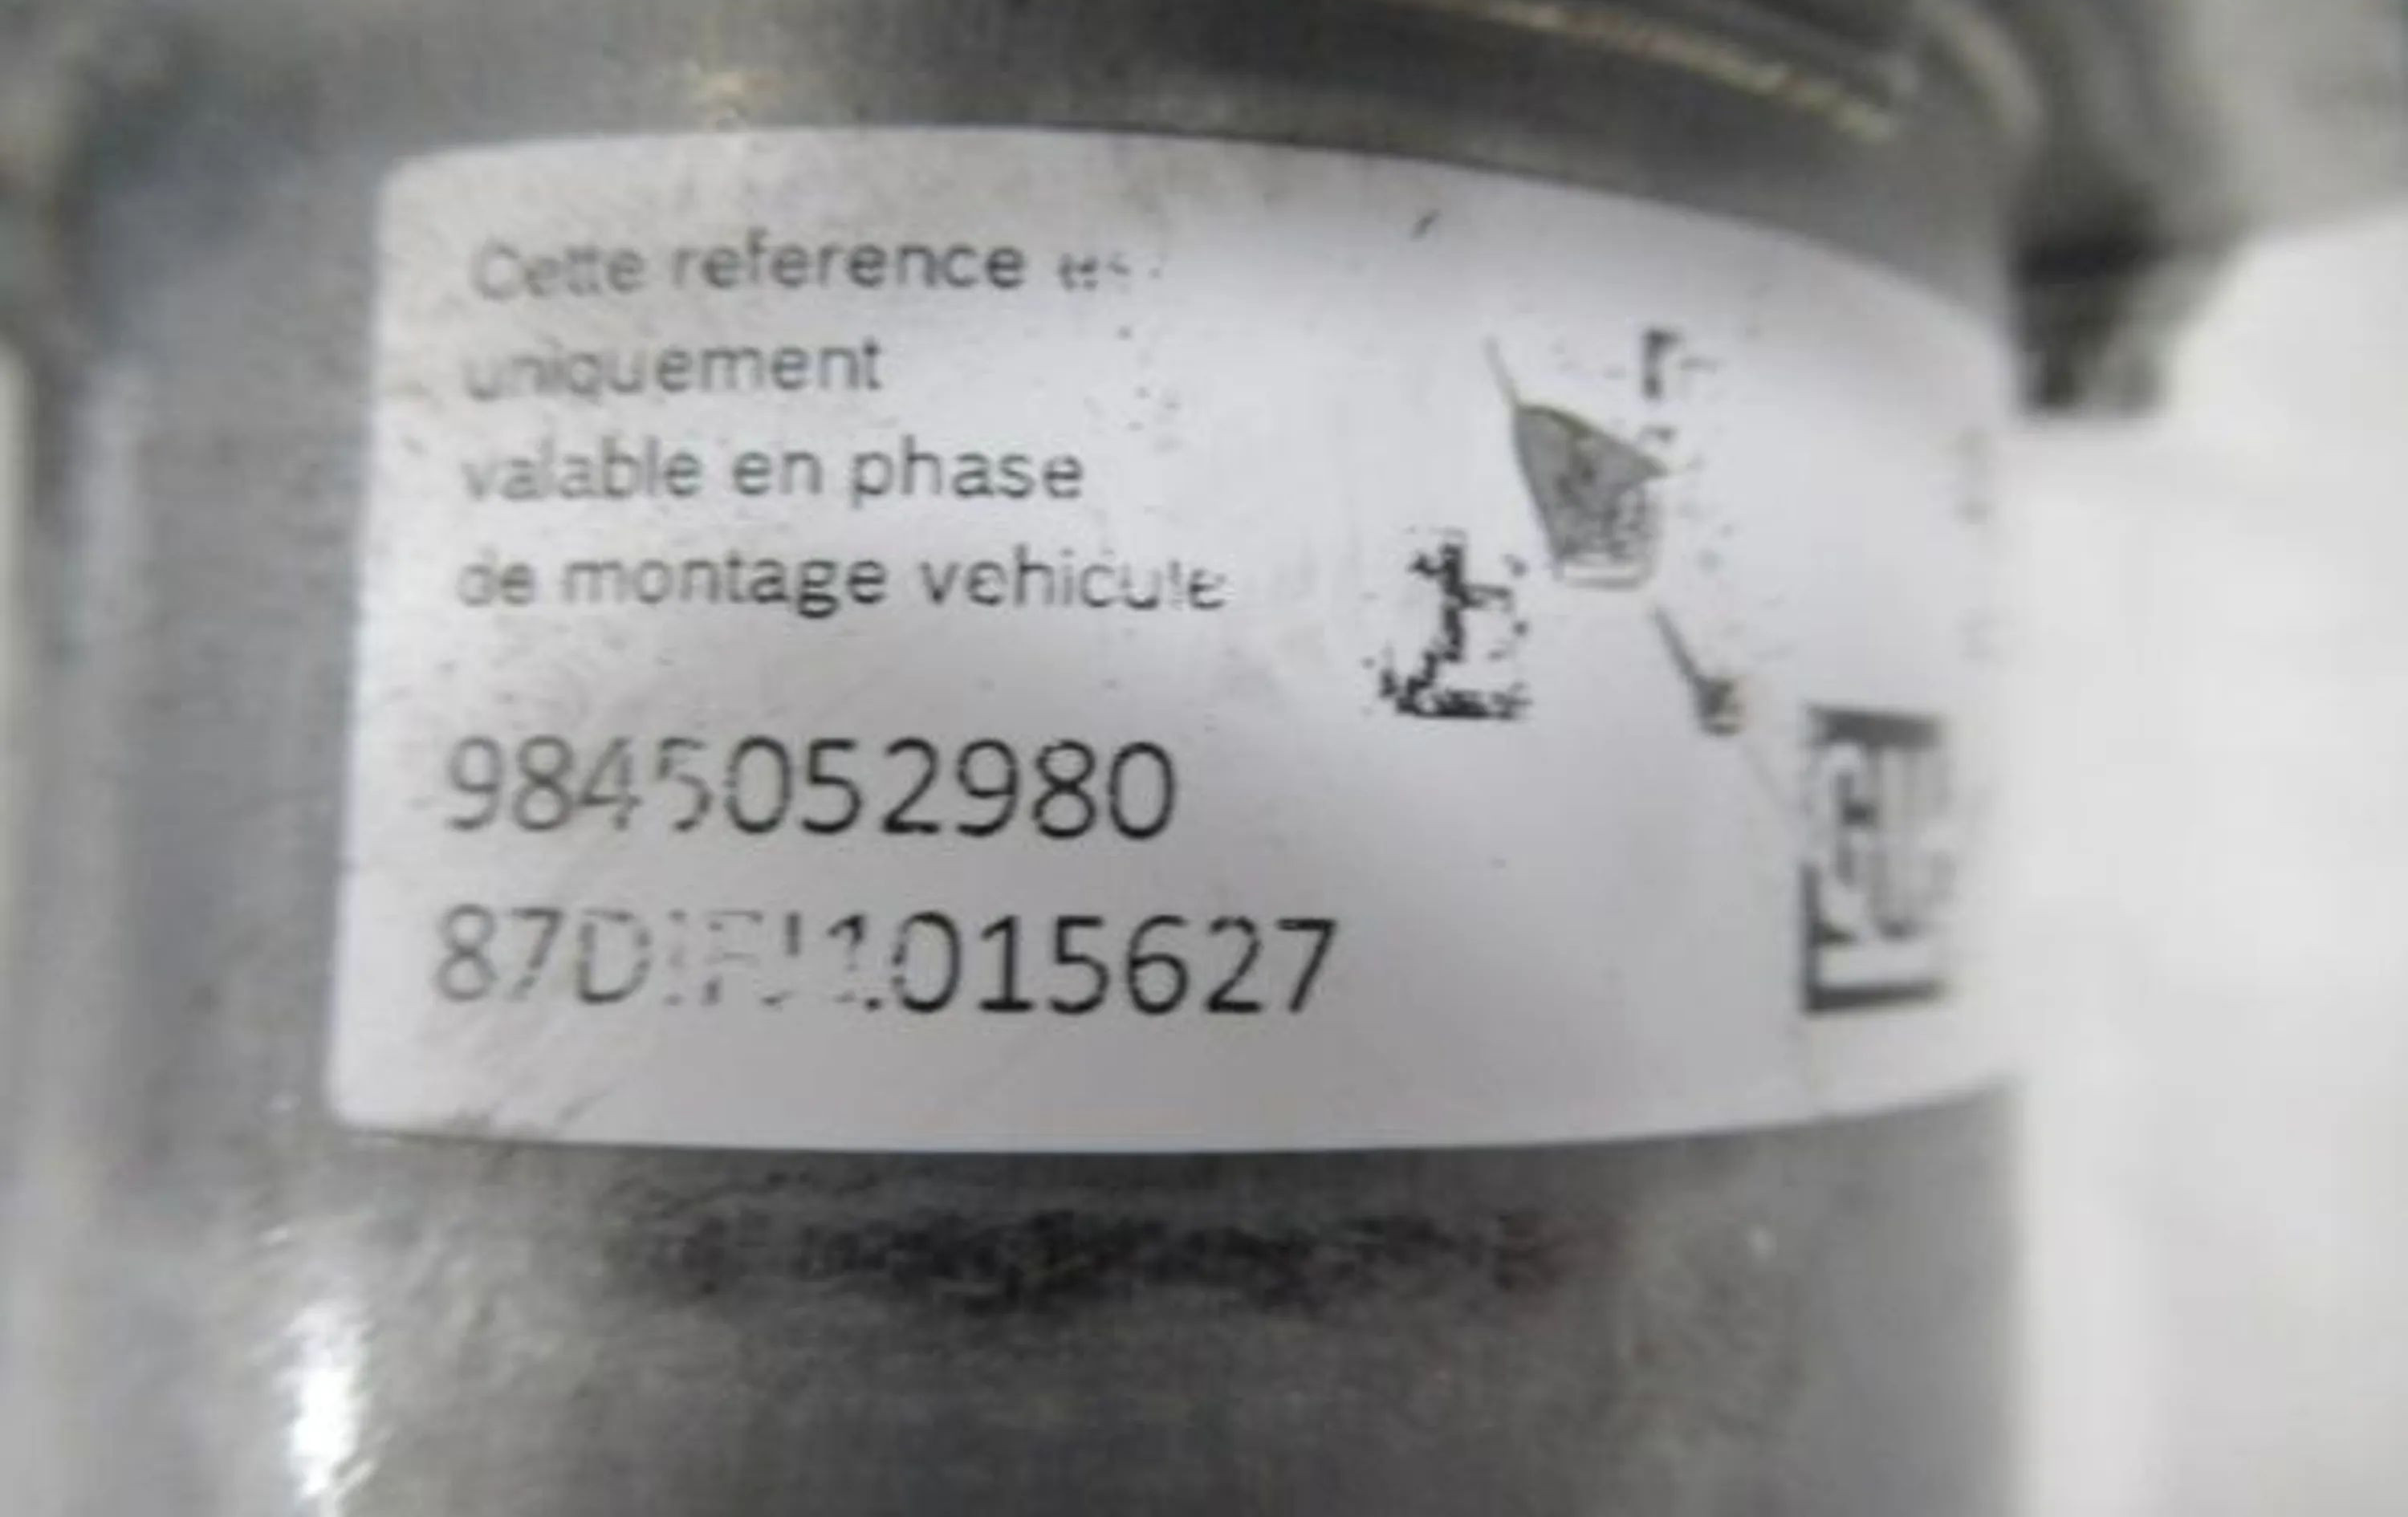 Cette reference
uniquement
valable en phase
de montage vehicule
9845052980